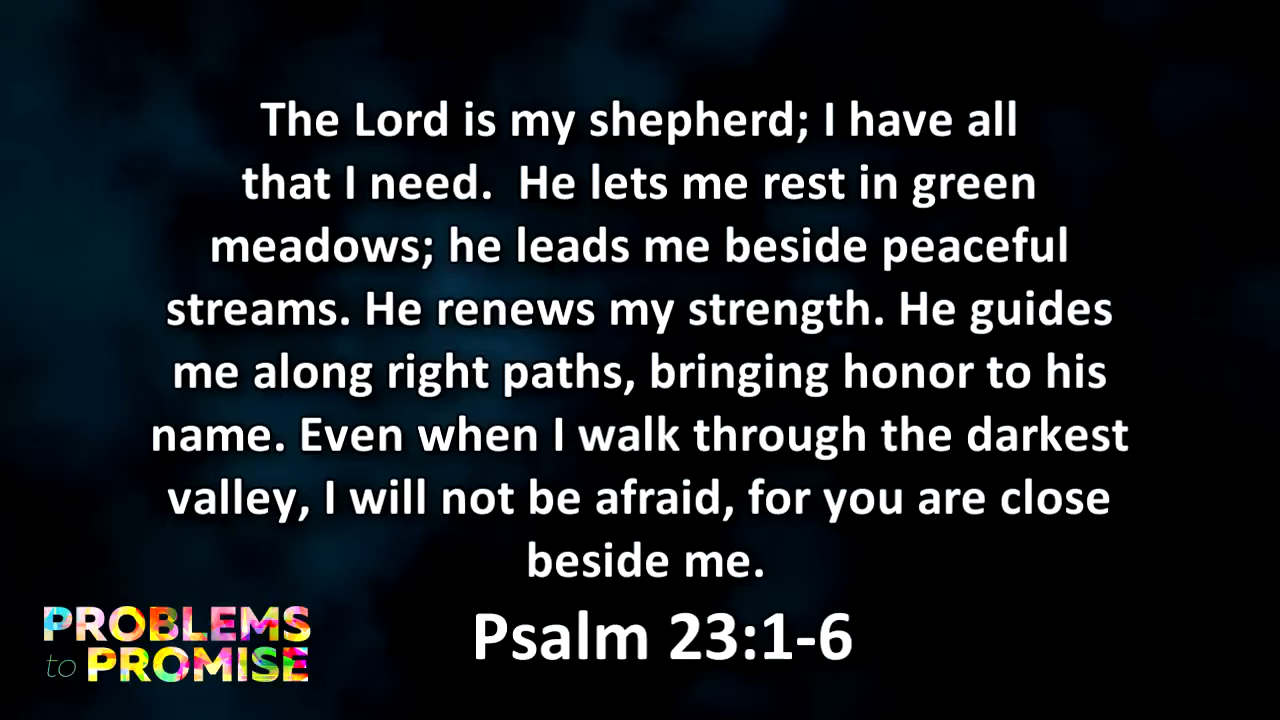 The Lord is my shepherd; I have all
that I need.  He lets me rest in green
meadows; he leads me beside peaceful
streams. He renews my strength. He guides
me along right paths, bringing honor to his
name. Even when I walk through the darkest
valley, I will not be afraid, for you are close
beside me.
Psalm 23:1-6
PROBLEMS
to PROMISE